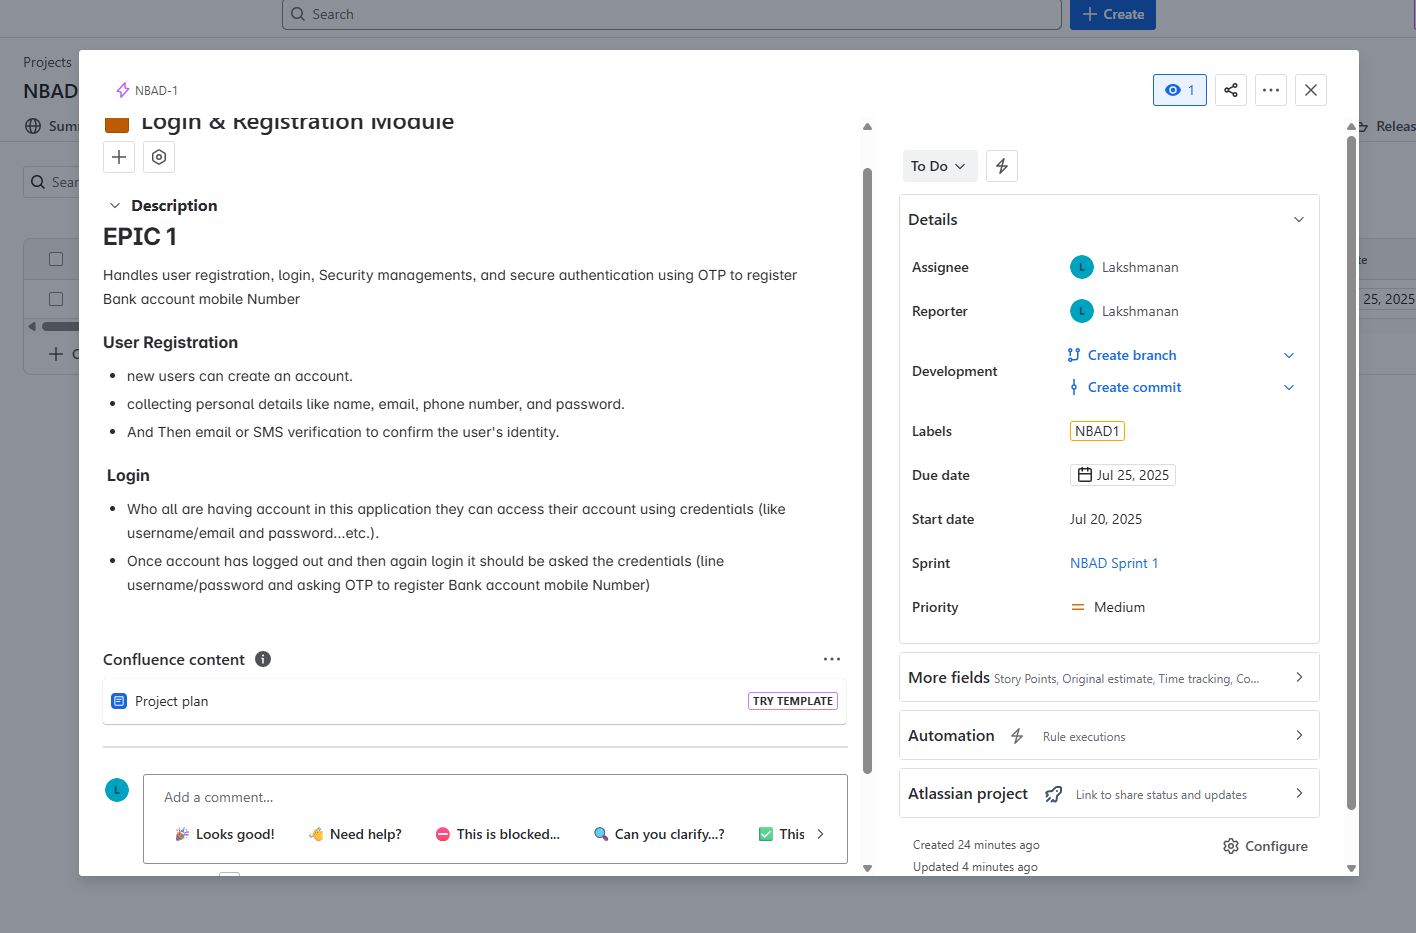 Search
Create
Projects
NBAD
Summ
Releas
Sear
25, 2025
NBAD-1
1
Login & Registration Module
Description
EPIC 1
Handles user registration, login, Security managements, and secure authentication using OTP to register
Bank account mobile Number
User Registration
new users can create an account.
collecting personal details like name, email, phone number, and password.
And Then email or SMS verification to confirm the user's identity.
Login
Who all are having account in this application they can access their account using credentials (like
username/email and password...etc.).
Once account has logged out and then again login it should be asked the credentials (line
username/password and asking OTP to register Bank account mobile Number)
Confluence content
Project plan
TRY TEMPLATE
L
Add a comment...
Looks good!
Need help?
This is blocked...
Can you clarify...?
This
To Do
Details
Assignee
L Lakshmanan
Reporter
L Lakshmanan
Development
Create branch
Create commit
Labels
NBAD1
Due date
Jul 25, 2025
Start date
Jul 20, 2025
Sprint
NBAD Sprint 1
Priority
Medium
More fields Story Points, Original estimate, Time tracking, Co...
Automation Rule executions
Atlassian project Link to share status and updates
Created 24 minutes ago
Configure
Updated 4 minutes ago